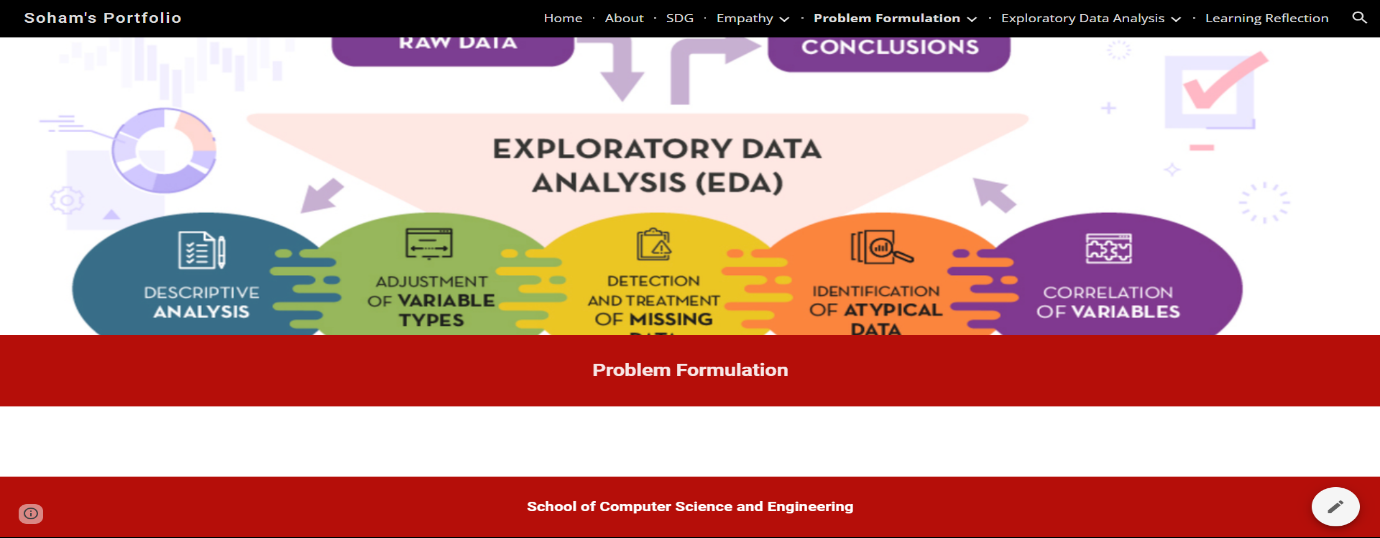 Soham's Portfolio
Home · About · SDG · Empathy · Problem Formulation · Exploratory Data Analysis · Learning Reflection
RAW DATA
CONCLUSIONS
EXPLORATORY DATA
ANALYSIS (EDA)
DESCRIPTIVE
ANALYSIS
ADJUSTMENT
OF VARIABLE
TYPES
DETECTION
AND TREATMENT
OF MISSING
DATA
IDENTIFICATION
OF ATYPICAL
DATA
CORRELATION
OF VARIABLES
Problem Formulation
School of Computer Science and Engineering